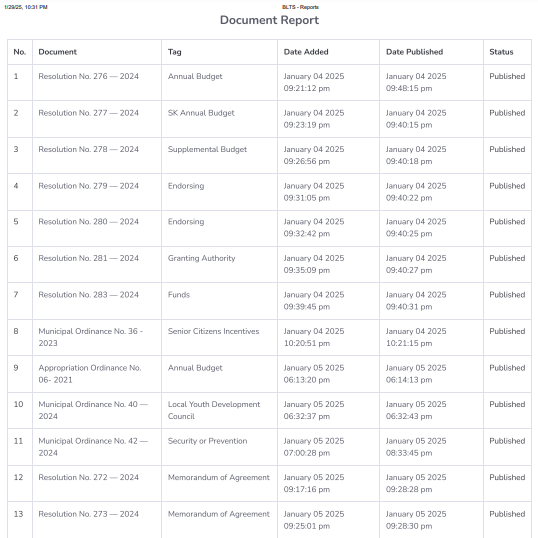 1/29/25, 10:31 PM BLTS - Reports
Document Report
No. Document Tag Date Added Date Published Status
1 Resolution No. 276 — 2024 Annual Budget January 04 2025 January 04 2025 Published
09:21:12 pm 09:48:15 pm
2 Resolution No. 277 — 2024 SK Annual Budget January 04 2025 January 04 2025 Published
09:23:19 pm 09:40:15 pm
3 Resolution No. 278 — 2024 Supplemental Budget January 04 2025 January 04 2025 Published
09:26:56 pm 09:40:18 pm
4 Resolution No. 279 — 2024 Endorsing January 04 2025 January 04 2025 Published
09:31:05 pm 09:40:22 pm
5 Resolution No. 280 — 2024 Endorsing January 04 2025 January 04 2025 Published
09:32:42 pm 09:40:25 pm
6 Resolution No. 281 — 2024 Granting Authority January 04 2025 January 04 2025 Published
09:35:09 pm 09:40:27 pm
7 Resolution No. 283 — 2024 Funds January 04 2025 January 04 2025 Published
09:39:45 pm 09:40:31 pm
8 Municipal Ordinance No. 36 - Senior Citizens Incentives January 04 2025 January 04 2025 Published
2023 10:20:51 pm 10:21:15 pm
9 Appropriation Ordinance No. Annual Budget January 05 2025 January 05 2025 Published
06- 2021 06:13:20 pm 06:14:13 pm
10 Municipal Ordinance No. 40 — Local Youth Development January 05 2025 January 05 2025 Published
2024 Council 06:32:37 pm 06:32:43 pm
11 Municipal Ordinance No. 42 — Security or Prevention January 05 2025 January 05 2025 Published
2024 07:00:28 pm 08:33:45 pm
12 Resolution No. 272 — 2024 Memorandum of Agreement January 05 2025 January 05 2025 Published
09:17:16 pm 09:28:28 pm
13 Resolution No. 273 — 2024 Memorandum of Agreement January 05 2025 January 05 2025 Published
09:25:01 pm 09:28:30 pm